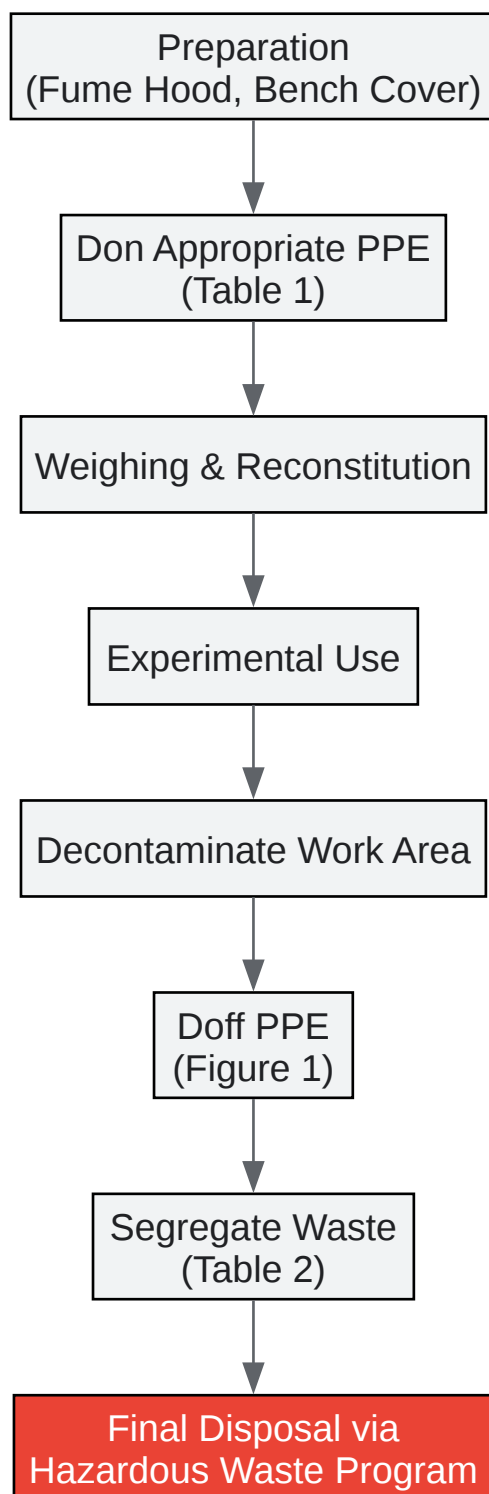 Preparation
(Fume Hood, Bench Cover)
Don Appropriate PPE
(Table 1)
Weighing & Reconstitution
Experimental Use
Decontaminate Work Area
Doff PPE
(Figure 1)
Segregate Waste
(Table 2)
Final Disposal via
Hazardous Waste Program